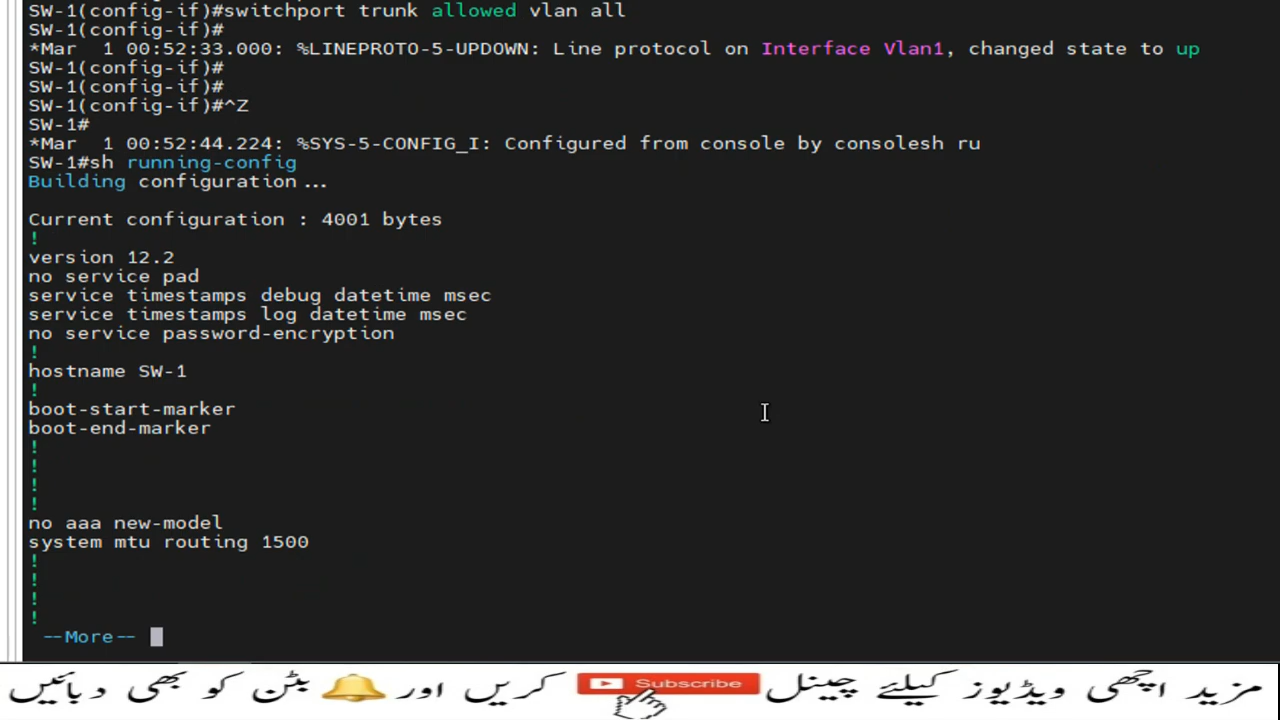 SW-1(config-if)#switchport trunk allowed vlan all
SW-1(config-if)#
*Mar  1 00:52:33.000: %LINEPROTO-5-UPDOWN: Line protocol on Interface Vlan1, changed state to up
SW-1(config-if)#
SW-1(config-if)#
SW-1(config-if)#^Z
SW-1#
*Mar  1 00:52:44.224: %SYS-5-CONFIG_I: Configured from console by consolesh ru
SW-1#sh running-config
Building configuration...
Current configuration : 4001 bytes
!
version 12.2
no service pad
service timestamps debug datetime msec
service timestamps log datetime msec
no service password-encryption
!
hostname SW-1
!
boot-start-marker
boot-end-marker
!
!
!
!
no aaa new-model
system mtu routing 1500
!
!
!
!
--More--
مزید اچھی ویڈیوز کیلئے چینل Subscribe کریں اور بٹن کو بھی دبائیں